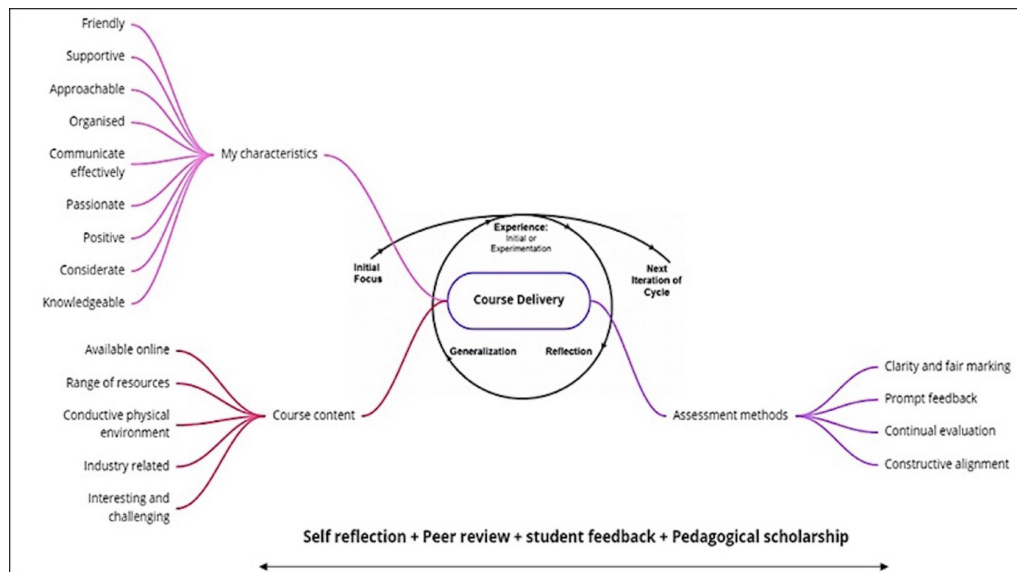 Friendly
Supportive
Approachable
Organised
Communicate
effectively
Passionate
Positive
Considerate
Knowledgeable
My characteristics
Available online
Range of resources
Conductive physical
environment
Industry related
Interesting and
challenging
Course content
Initial
Focus
Experience:
Initial or
Experimentation
Next
Iteration of
Cycle
Course Delivery
Generalization
Reflection
Assessment methods
Clarity and fair marking
Prompt feedback
Continual evaluation
Constructive alignment
Self reflection + Peer review + student feedback + Pedagogical scholarship